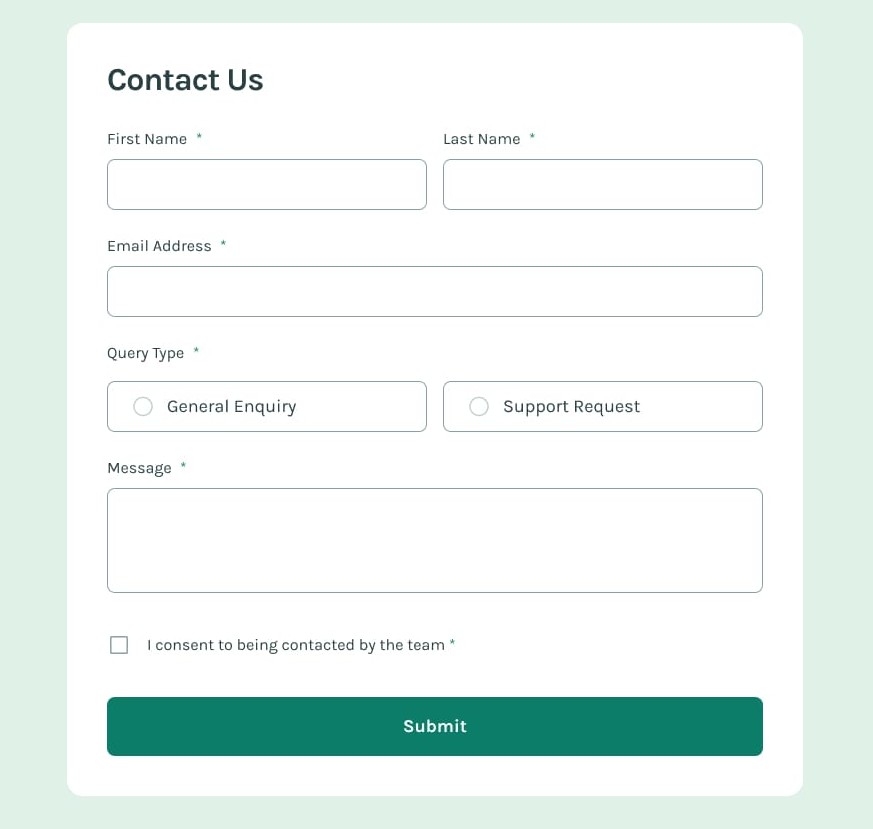 Contact Us
First Name * Last Name *
Email Address *
Query Type *
General Enquiry Support Request
Message *
I consent to being contacted by the team *
Submit